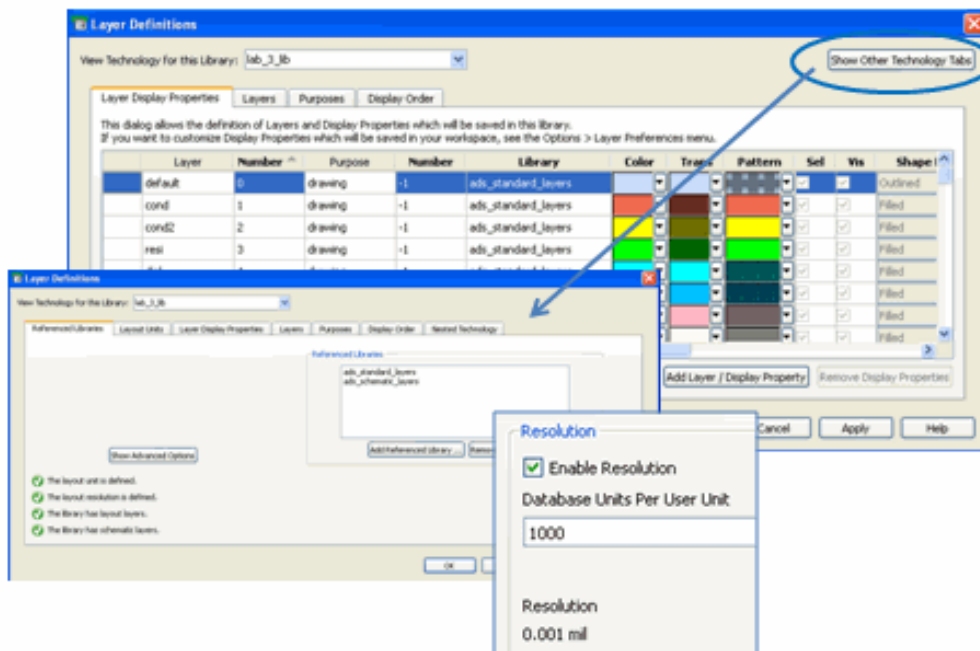 Layer Definitions
View Technology for this Library: lab_3_lib
Show Other Technology Tabs
Layer Display Properties Layers Purposes Display Order
This dialog allows the definition of Layers and Display Properties which will be saved in this library.
If you want to customize Display Properties which will be saved in your workspace, see the Options > Layer Preferences menu.
Layer Number Purpose Number Library Color Trans Pattern Sel Vis Shape
default 0 drawing -1 ads_standard_layers Outlined
cond 1 drawing -1 ads_standard_layers Filled
cond2 2 drawing -1 ads_standard_layers Filled
resi 3 drawing -1 ads_standard_layers Filled
Filled
Filled
Filled
Filled
Add Layer / Display Property Remove Display Properties
Cancel Apply Help
Layer Definitions
View Technology for this Library: lab_3_lib
Referenced Libraries Layout Units Layer Display Properties Layers Purposes Display Order Nested Technology
Referenced Libraries
ads_standard_layers
ads_schematic_layers
Add Referenced Library ...
Show Advanced Options
The layout unit is defined.
The layout resolution is defined.
The library has layout layers.
The library has schematic layers.
OK
Resolution
Enable Resolution
Database Units Per User Unit
1000
Resolution
0.001 mil